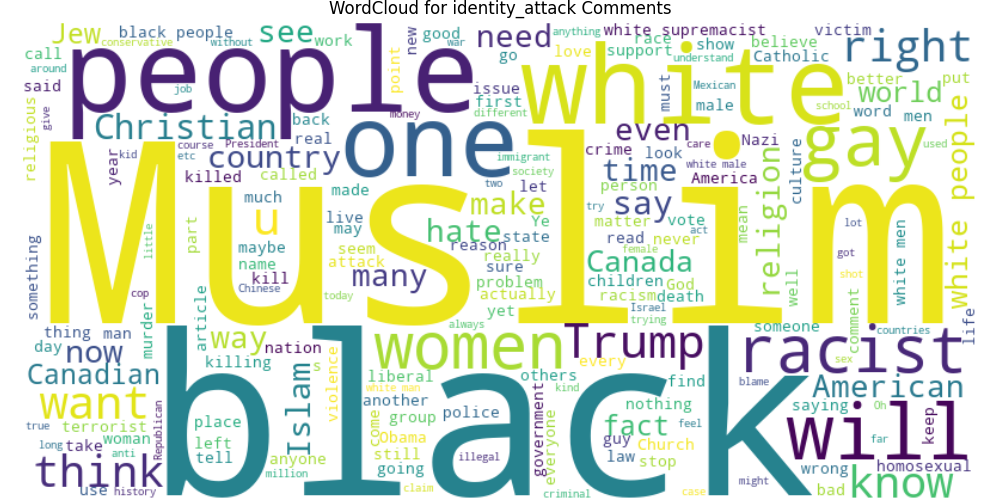 WordCloud for identity_attack Comments
Jew
black people
see
work
need
new
good
war
go
anything
white supremacist
race
support
love
show
understand
believe
Catholic
victim
right
call
conservative
without
around
said
people
job
point
issue
first
different
white
must
Mexican
male
better
put
world
school
word
men
religious
give
Christian
back
real
money
one
even
crime
look
Nazi
care
gay
used
year
kid
course
President
etc
country
killed
called
immigrant
society
time
white male
America
person
culture
white people
Muslim
much
made
two
let
try
say
religion
u
live
may
make
hate
Ye
state
matter
vote
act
mean
lot
little
part
maybe
name
kill
seem
attack
reason
really
sure
read
never
female
got
white men
something
cop
Chinese
many
problem
actually
Canada
children
God
racism
death
well
shot
today
yet
Israel
trying
comment
life
murder
article
always
someone
countries
thing
man
day
now
way
nation
women
Trump
racist
killing
s
violence
liberal
others
every
find
blame
sex
Canadian
Islam
white man
another
kind
American
want
black
place
come
group
police
government
everyone
nothing
fact
saying
Oh
will
keep
terrorist
true
woman
Republican
left
Obama
guy
feel
long
take
anti
tell
anyone
still
going
illegal
law
Church
stop
wrong
far
homosexual
think
million
claim
criminal
case
might
bad
know
use
history